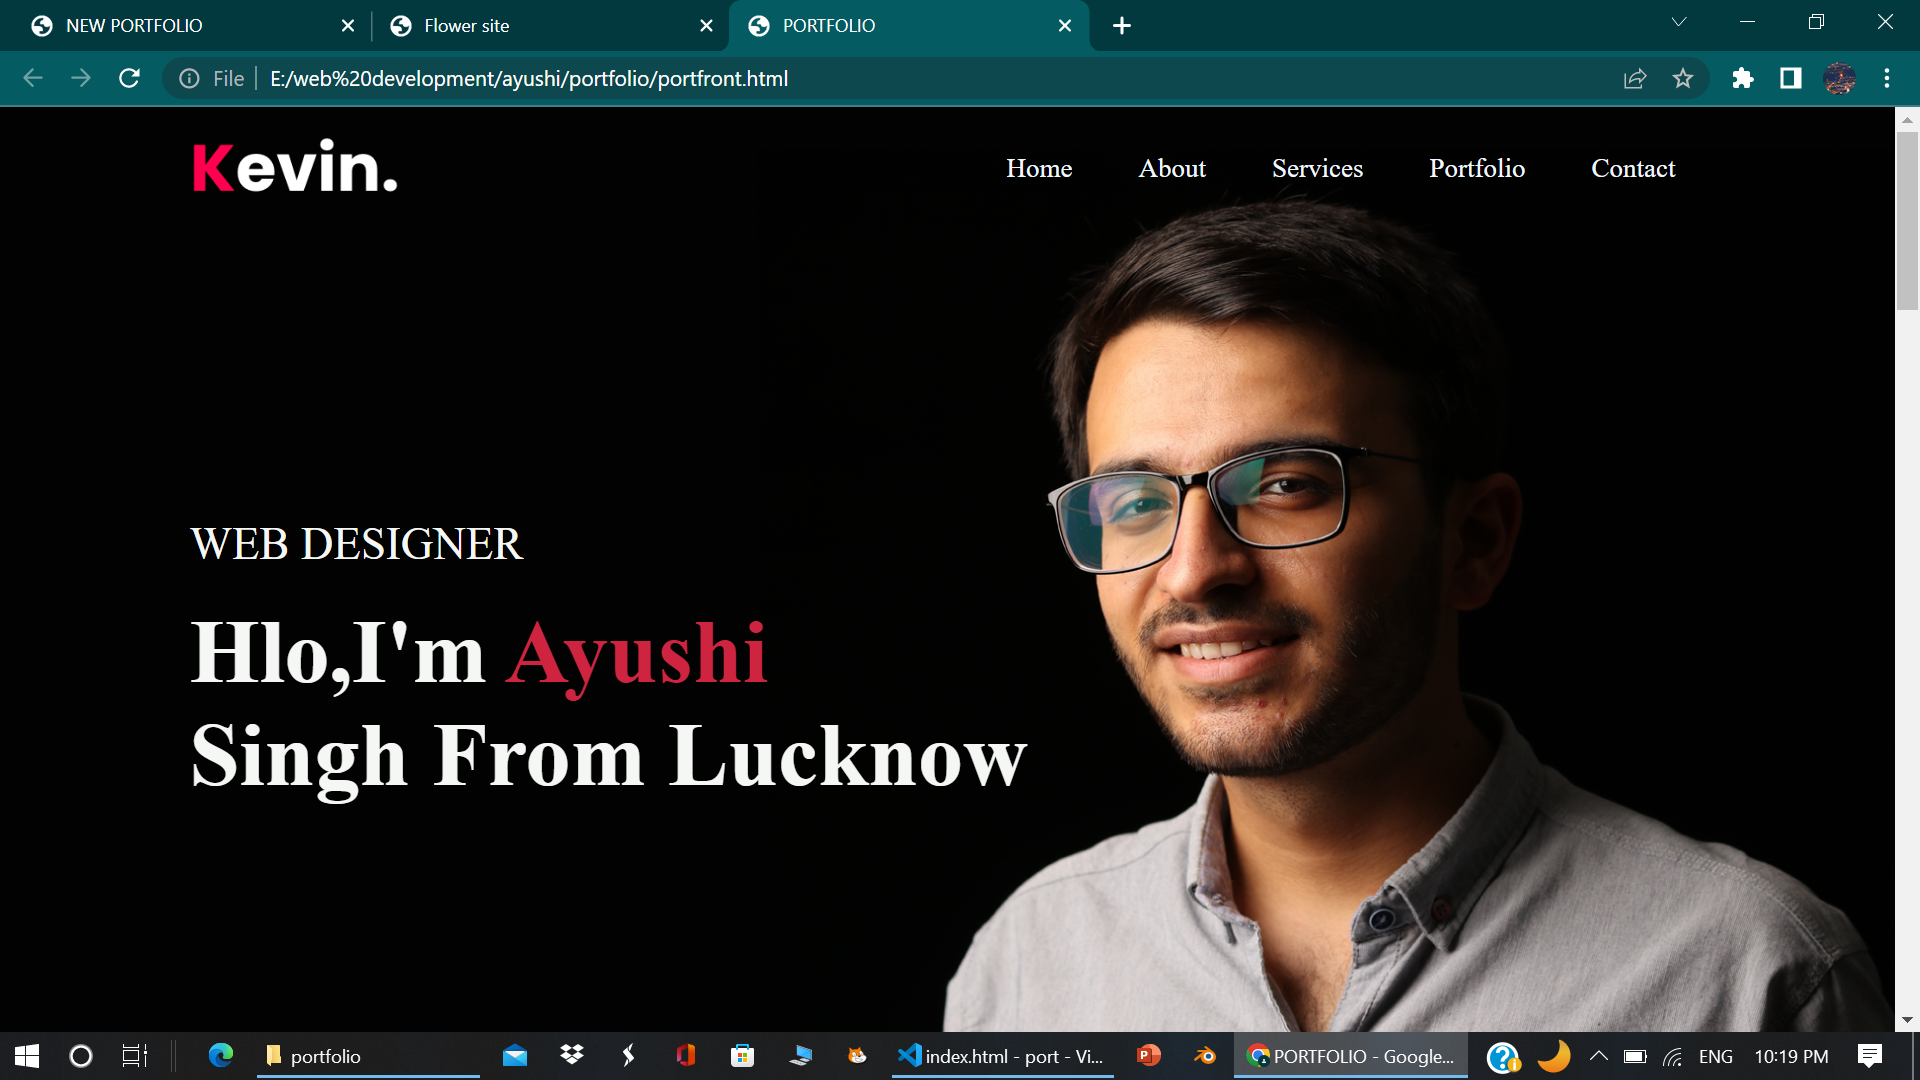 NEW PORTFOLIO
Flower site
PORTFOLIO
File
E:/web%20development/ayushi/portfolio/portfront.html
Kevin.
Home
About
Services
Portfolio
Contact
WEB DESIGNER
Hlo,I'm Ayushi
Singh From Lucknow
portfolio
index.html - port - Vi...
PORTFOLIO - Google...
ENG
10:19 PM